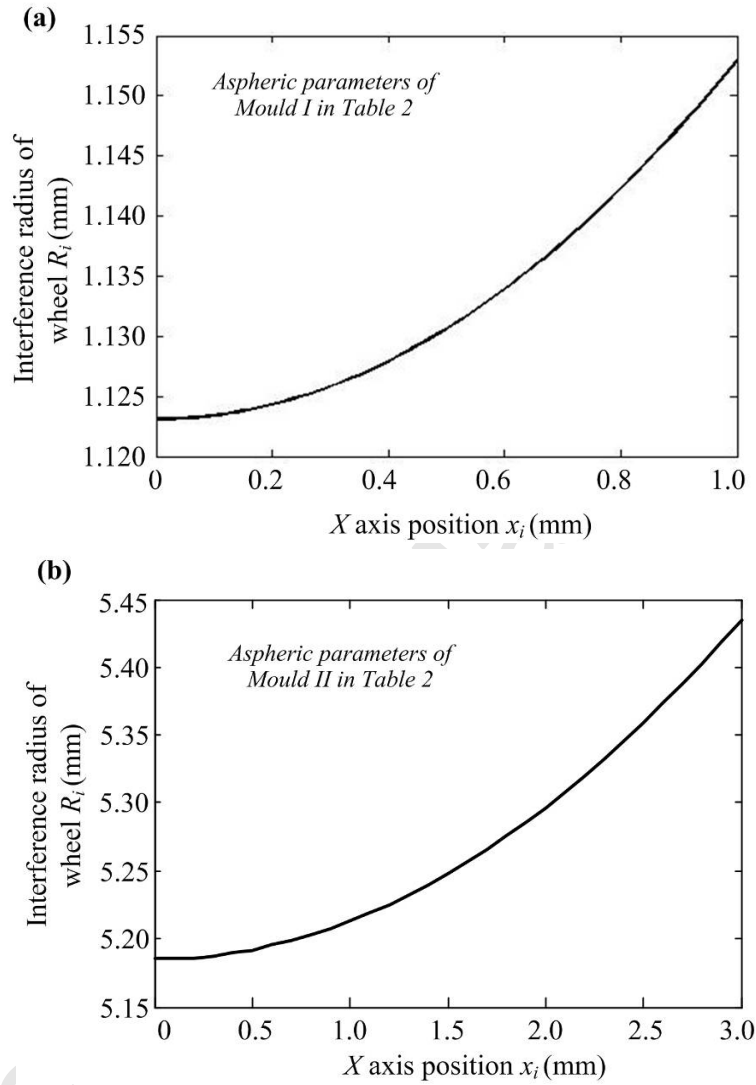 (a)
1.155
1.150
1.145
1.140
1.135
1.130
1.125
1.120
Interference radius of
wheel Rᵢ (mm)
Aspheric parameters of
Mould I in Table 2
0 0.2 0.4 0.6 0.8 1.0
X axis position xᵢ (mm)
(b)
5.45
5.40
5.35
5.30
5.25
5.20
5.15
Interference radius of
wheel Rᵢ (mm)
Aspheric parameters of
Mould II in Table 2
0 0.5 1.0 1.5 2.0 2.5 3.0
X axis position xᵢ (mm)